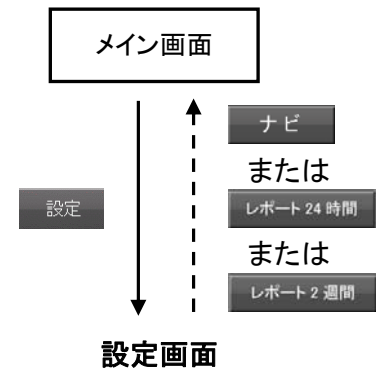 メイン画面
ナビ
または
設定
レポート 24 時間
または
レポート 2 週間
設定画面